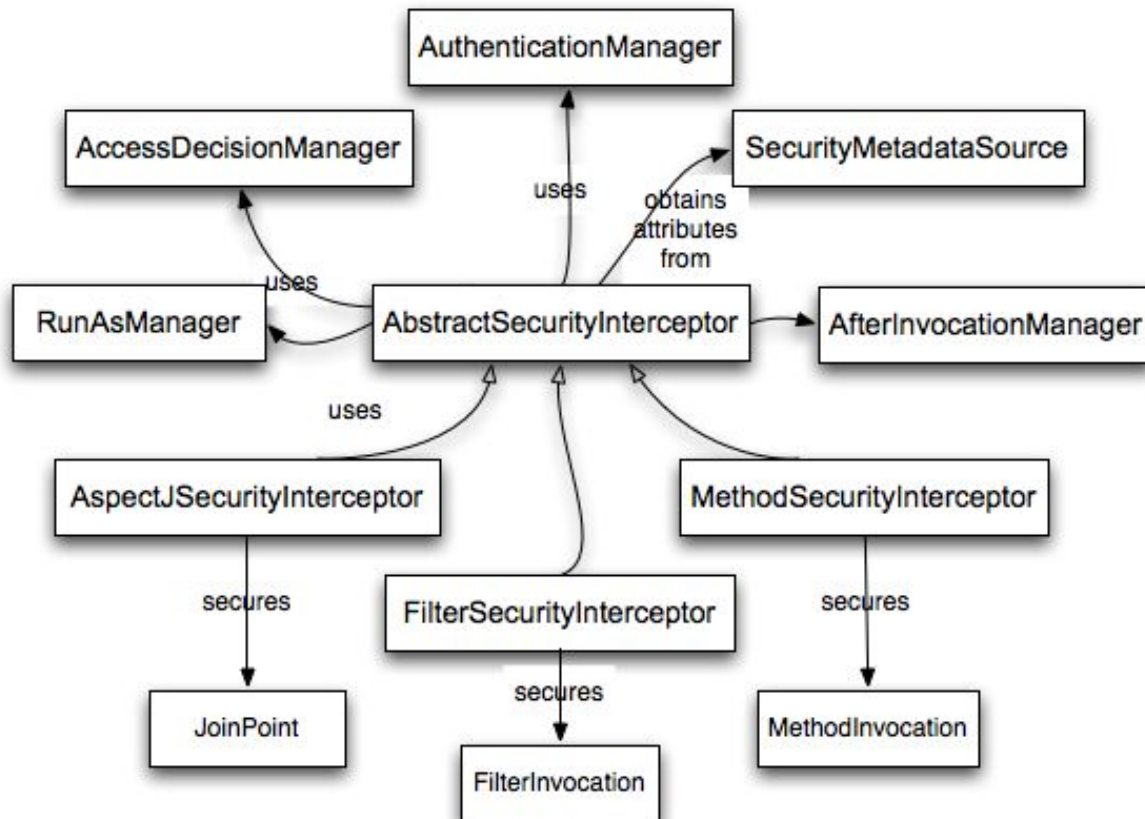 AuthenticationManager
AccessDecisionManager
SecurityMetadataSource
uses
obtains
attributes
from
uses
RunAsManager
AbstractSecurityInterceptor
AfterInvocationManager
uses
AspectJSecurityInterceptor
MethodSecurityInterceptor
secures
FilterSecurityInterceptor
secures
secures
JoinPoint
MethodInvocation
FilterInvocation